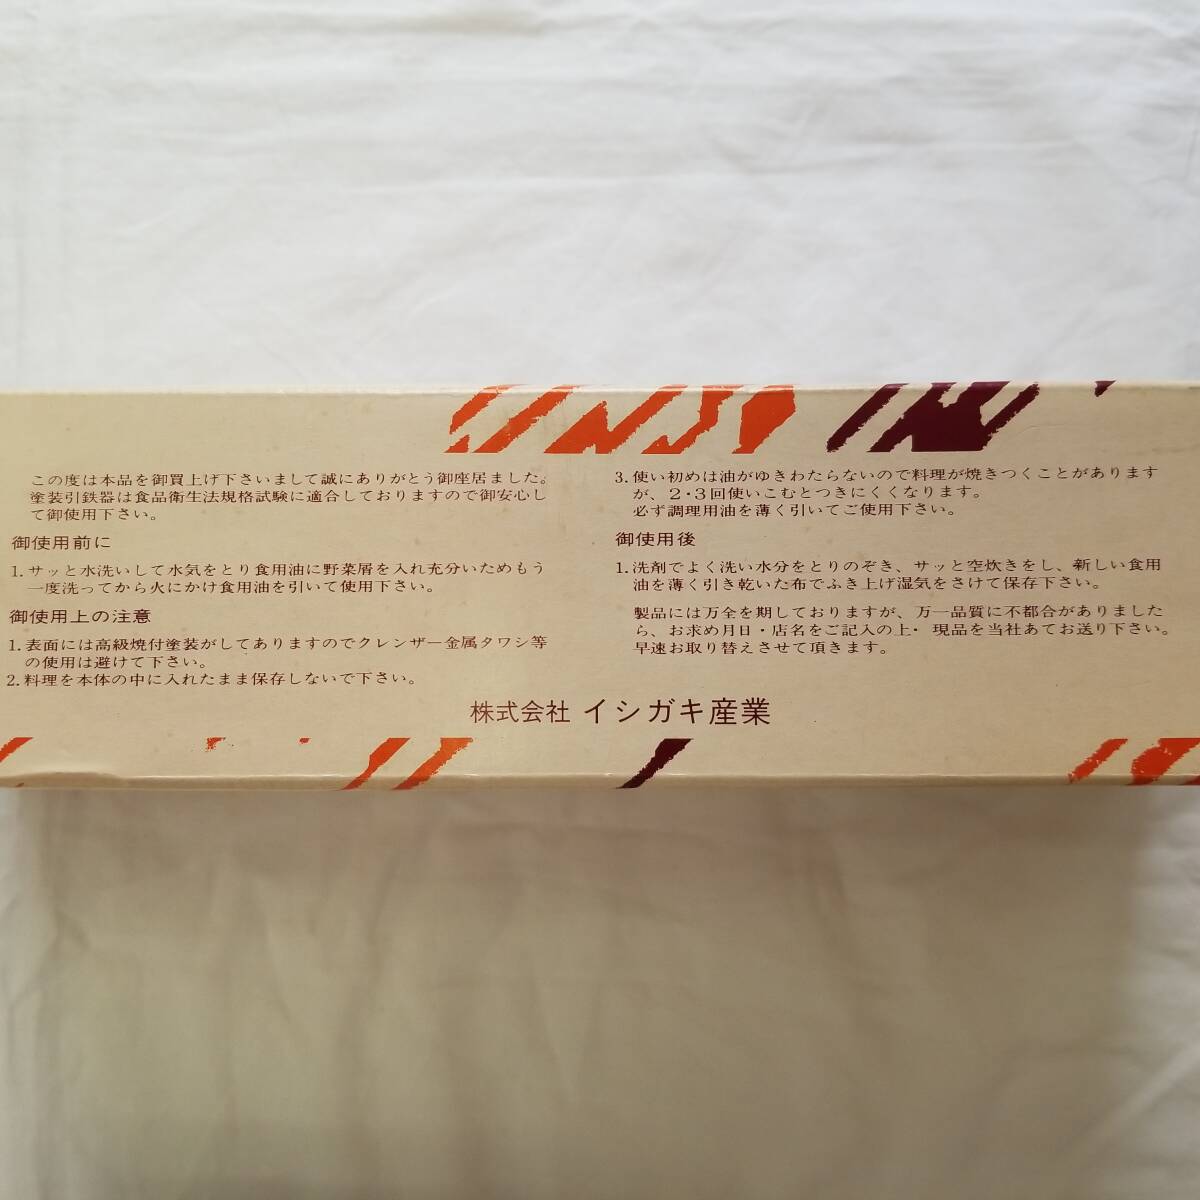 この度は本品を御買上げ下さいまして誠にありがとう御座居ました。
塗装引鉄器は食品衛生法規格試験に適合しておりますので御安心し
て御使用下さい。
御使用前に
1.サッと水洗いして水気をとり食用油に野菜屑を入れ充分いためもう
一度洗ってから火にかけ食用油を引いて使用下さい。
御使用上の注意
1.表面には高級焼付塗装がしてありますのでクレンザー金属タワシ等
の使用は避けて下さい。
2.料理を本体の中に入れたまま保存しないで下さい。
3.使い初めは油がゆきわたらないので料理が焼きつくことがあります
が、2・3回使いこむとつきにくくなります。
必ず調理用油を薄く引いてご使用下さい。
御使用後
1.洗剤でよく洗い水分をとりのぞき、サッと空炊きをし、新しい食用
油を薄く引き乾いた布でふき上げ湿気をさけて保存下さい。
製品には万全を期しておりますが、万一品質に不都合がありました
ら、お求め月日・店名をご記入の上・現品を当社あてお送り下さい。
早速お取り替えさせて頂きます。
株式会社 イシガキ産業